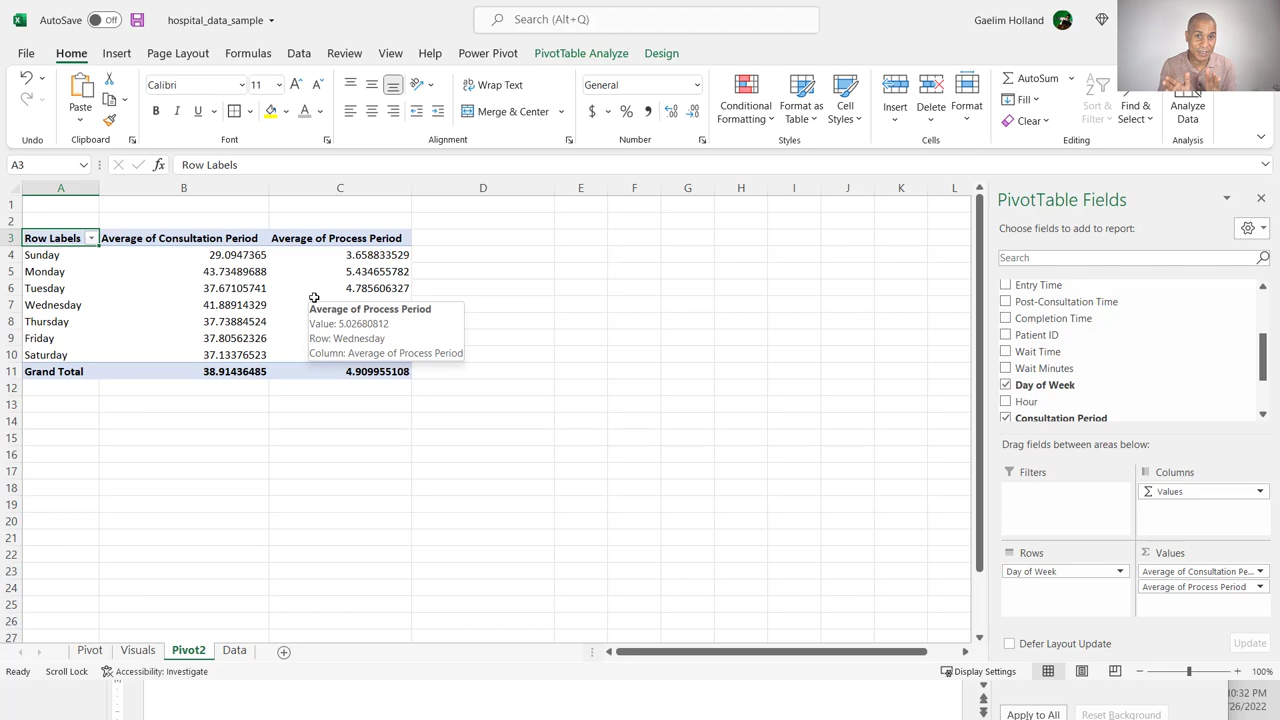 AutoSave Off hospital_data_sample Search (Alt+Q) Gaelim Holland
File Home Insert Page Layout Formulas Data Review View Help Power Pivot PivotTable Analyze Design
Undo
Paste
Clipboard
Calibri 11
B I U
Font
Wrap Text
Merge & Center
Alignment
General
$ % ,
Number
Conditional Formatting
Format as Table
Cell Styles
Styles
Insert Delete Format
Cells
AutoSum
Fill
Clear
Sort & Filter
Find & Select
Editing
Analyze Data
Analysis
A3 fx Row Labels
A B C D E F G H I J K L
1
2
3 Row Labels Average of Consultation Period Average of Process Period
4 Sunday 29.0947365 3.658833529
5 Monday 43.73489688 5.434655782
6 Tuesday 37.67105741 4.785606327
7 Wednesday 41.88914329
8 Thursday 37.73884524
9 Friday 37.80562326
10 Saturday 37.13376523
11 Grand Total 38.91436485 4.909955108
12
13
14
15
16
17
18
19
20
21
22
23
24
25
26
27
Average of Process Period
Value: 5.02680812
Row: Wednesday
Column: Average of Process Period
PivotTable Fields
Choose fields to add to report:
Search
Entry Time
Post-Consultation Time
Completion Time
Patient ID
Wait Time
Wait Minutes
Day of Week
Hour
Consultation Period
Drag fields between areas below:
Filters
Columns
Σ Values
Rows
Day of Week
Σ Values
Average of Consultation Pe...
Average of Process Period
Defer Layout Update Update
Pivot Visuals Pivot2 Data
Ready Scroll Lock Accessibility: Investigate Display Settings 100%
10:32 PM
/26/2022
Apply to All Reset Background